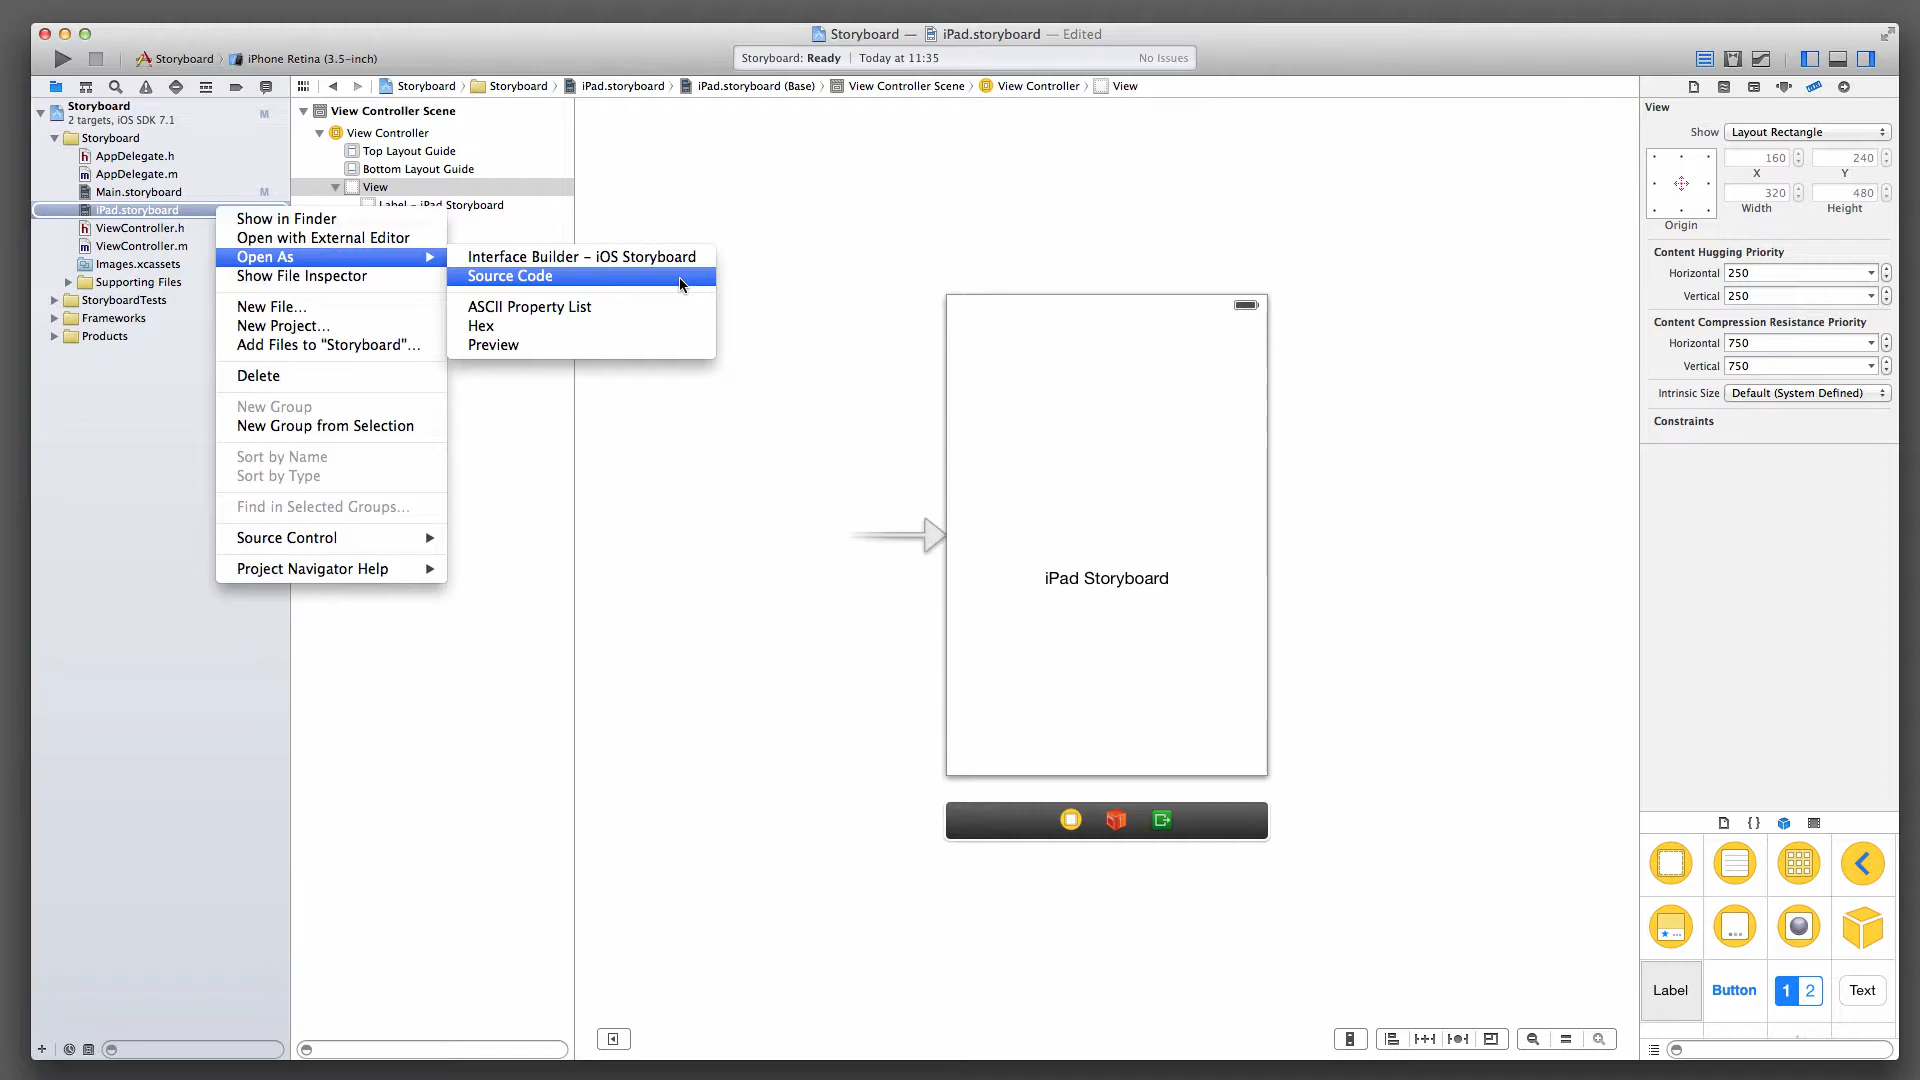 Storyboard — iPad.storyboard — Edited
Storyboard 〉 iPhone Retina (3.5-inch)
Storyboard: Ready | Today at 11:35
No Issues
Storyboard 〉 Storyboard 〉 iPad.storyboard 〉 iPad.storyboard (Base) 〉 View Controller Scene 〉 View Controller 〉 View
Storyboard
2 targets, iOS SDK 7.1
M
Storyboard
AppDelegate.h
AppDelegate.m
Main.storyboard
M
iPad.storyboard
ViewController.h
ViewController.m
Images.xcassets
Supporting Files
StoryboardTests
Frameworks
Products
View Controller Scene
View Controller
Top Layout Guide
Bottom Layout Guide
View
Label – iPad Storyboard
Show in Finder
Open with External Editor
Open As
Show File Inspector
New File...
New Project...
Add Files to “Storyboard”...
Delete
New Group
New Group from Selection
Sort by Name
Sort by Type
Find in Selected Groups...
Source Control
Project Navigator Help
Interface Builder – iOS Storyboard
Source Code
ASCII Property List
Hex
Preview
iPad Storyboard
View
Show Layout Rectangle
160 240
X Y
320 480
Width Height
Origin
Content Hugging Priority
Horizontal 250
Vertical 250
Content Compression Resistance Priority
Horizontal 750
Vertical 750
Intrinsic Size Default (System Defined)
Constraints
{ }
Label Button 1 2 Text